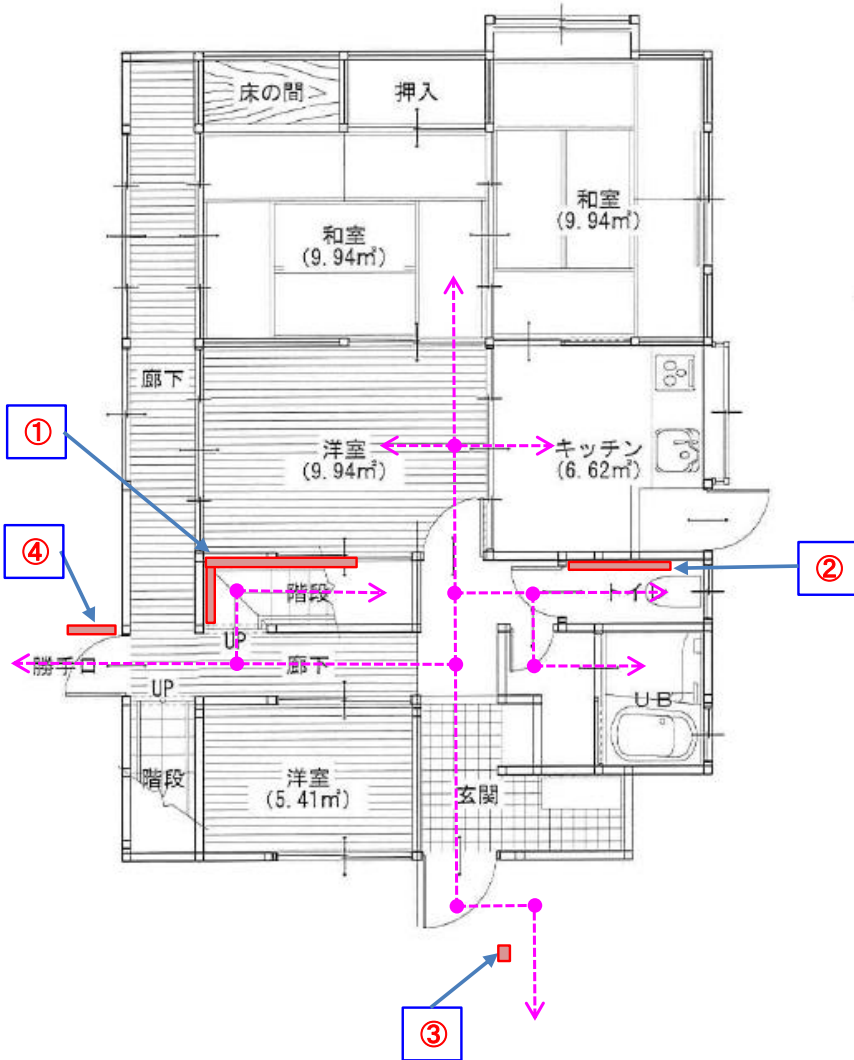 床の間
押入
和室
(9.94㎡)
和室
(9.94㎡)
廊下
①
洋室
(9.94㎡)
キッチン
(6.62㎡)
④
②
階段
トイ
UP
勝手口
廊下
UP
UB
階段
洋室
(5.41㎡)
玄関
③